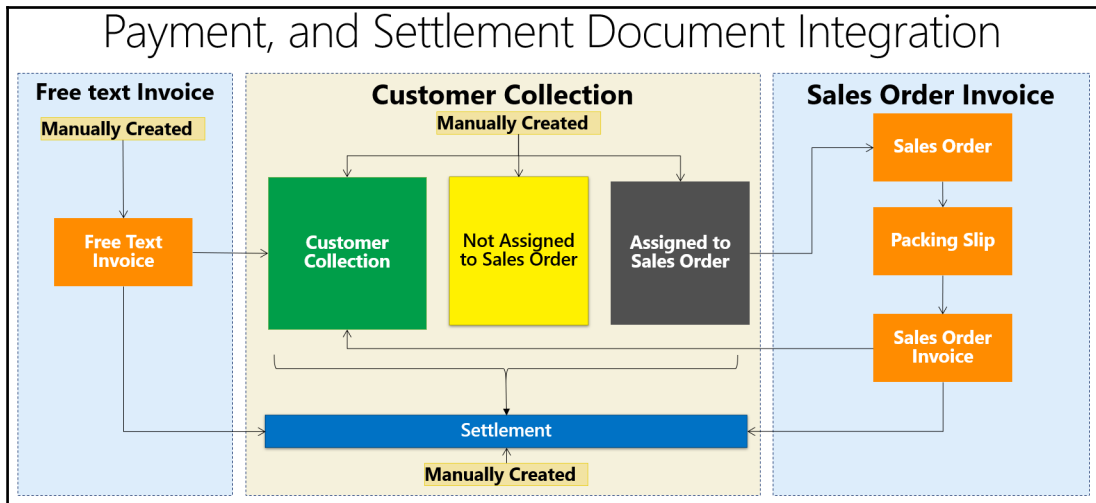 Payment, and Settlement Document Integration
Free text Invoice
Manually Created
Free Text
Invoice
Customer Collection
Manually Created
Customer
Collection
Not Assigned
to Sales Order
Assigned to
Sales Order
Settlement
Manually Created
Sales Order Invoice
Sales Order
Packing Slip
Sales Order
Invoice